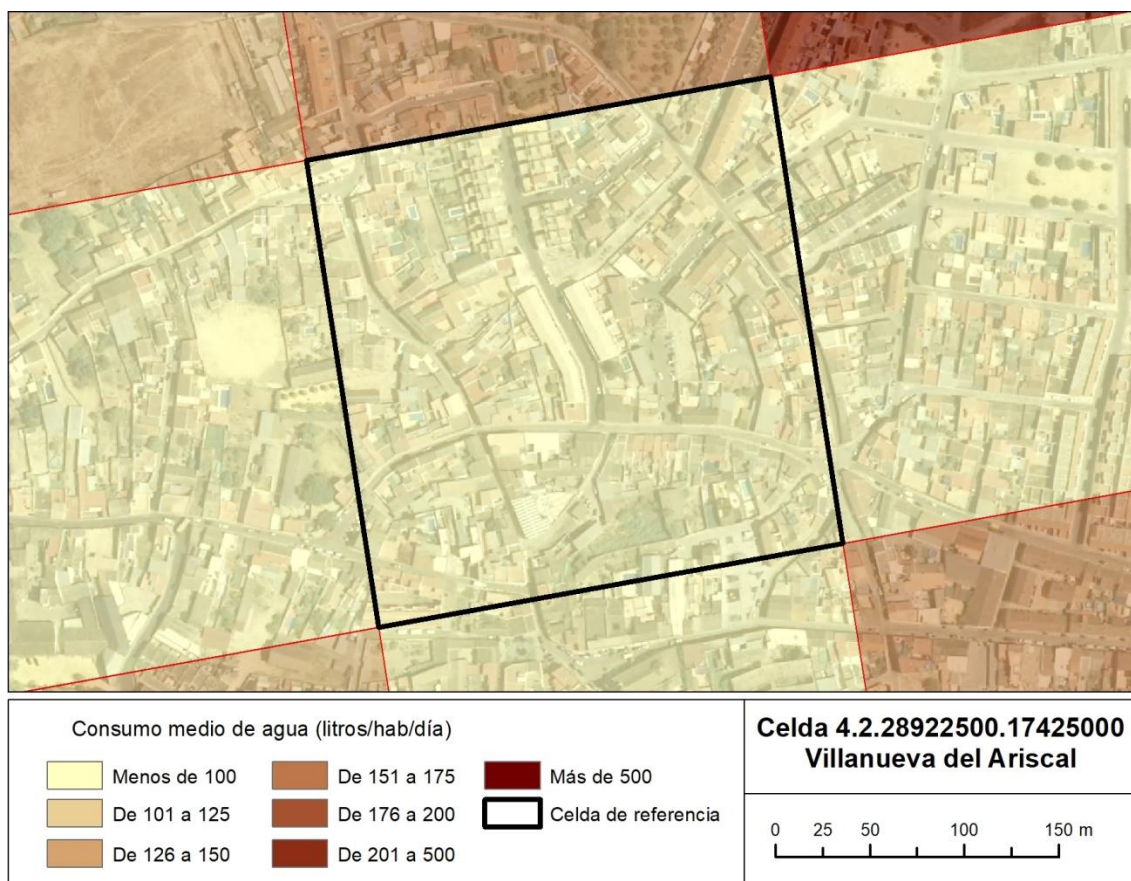 Consumo medio de agua (litros/hab/día)
Menos de 100
De 101 a 125
De 126 a 150
De 151 a 175
De 176 a 200
De 201 a 500
Más de 500
Celda de referencia
Celda 4.2.28922500.17425000
Villanueva del Ariscal
0 25 50 100 150 m